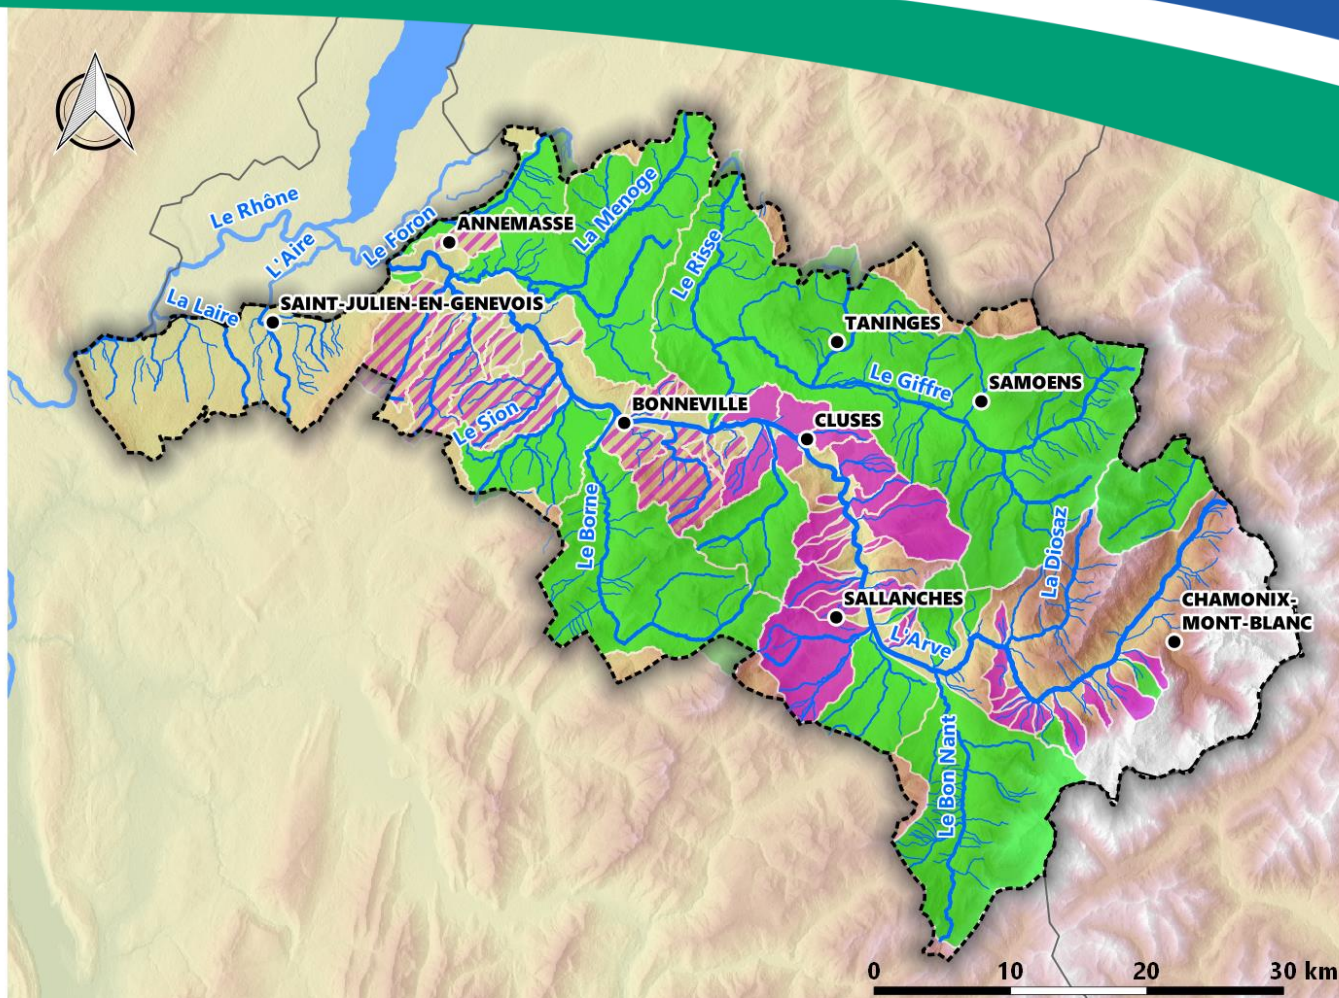 Le Rhône
L'Aire
Le Foron
ANNEMASSE
La Menoge
Le Risse
La Laire
SAINT-JULIEN-EN-GENEVOIS
TANINGES
Le Giffre
SAMOENS
Le Sion
BONNEVILLE
CLUSES
Le Borne
La Diosaz
SALLANCHES
CHAMONIX-
MONT-BLANC
L'Arve
Le Bon Nant
0 10 20 30 km